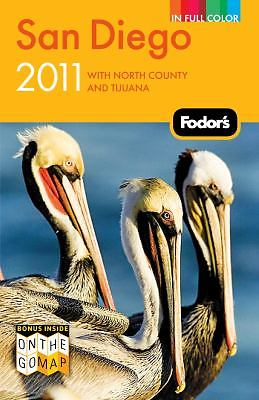 IN FULL COLOR
San Diego
2011
WITH NORTH COUNTY
AND TIJUANA
Fodor's
BONUS INSIDE
ON THE
GO MAP